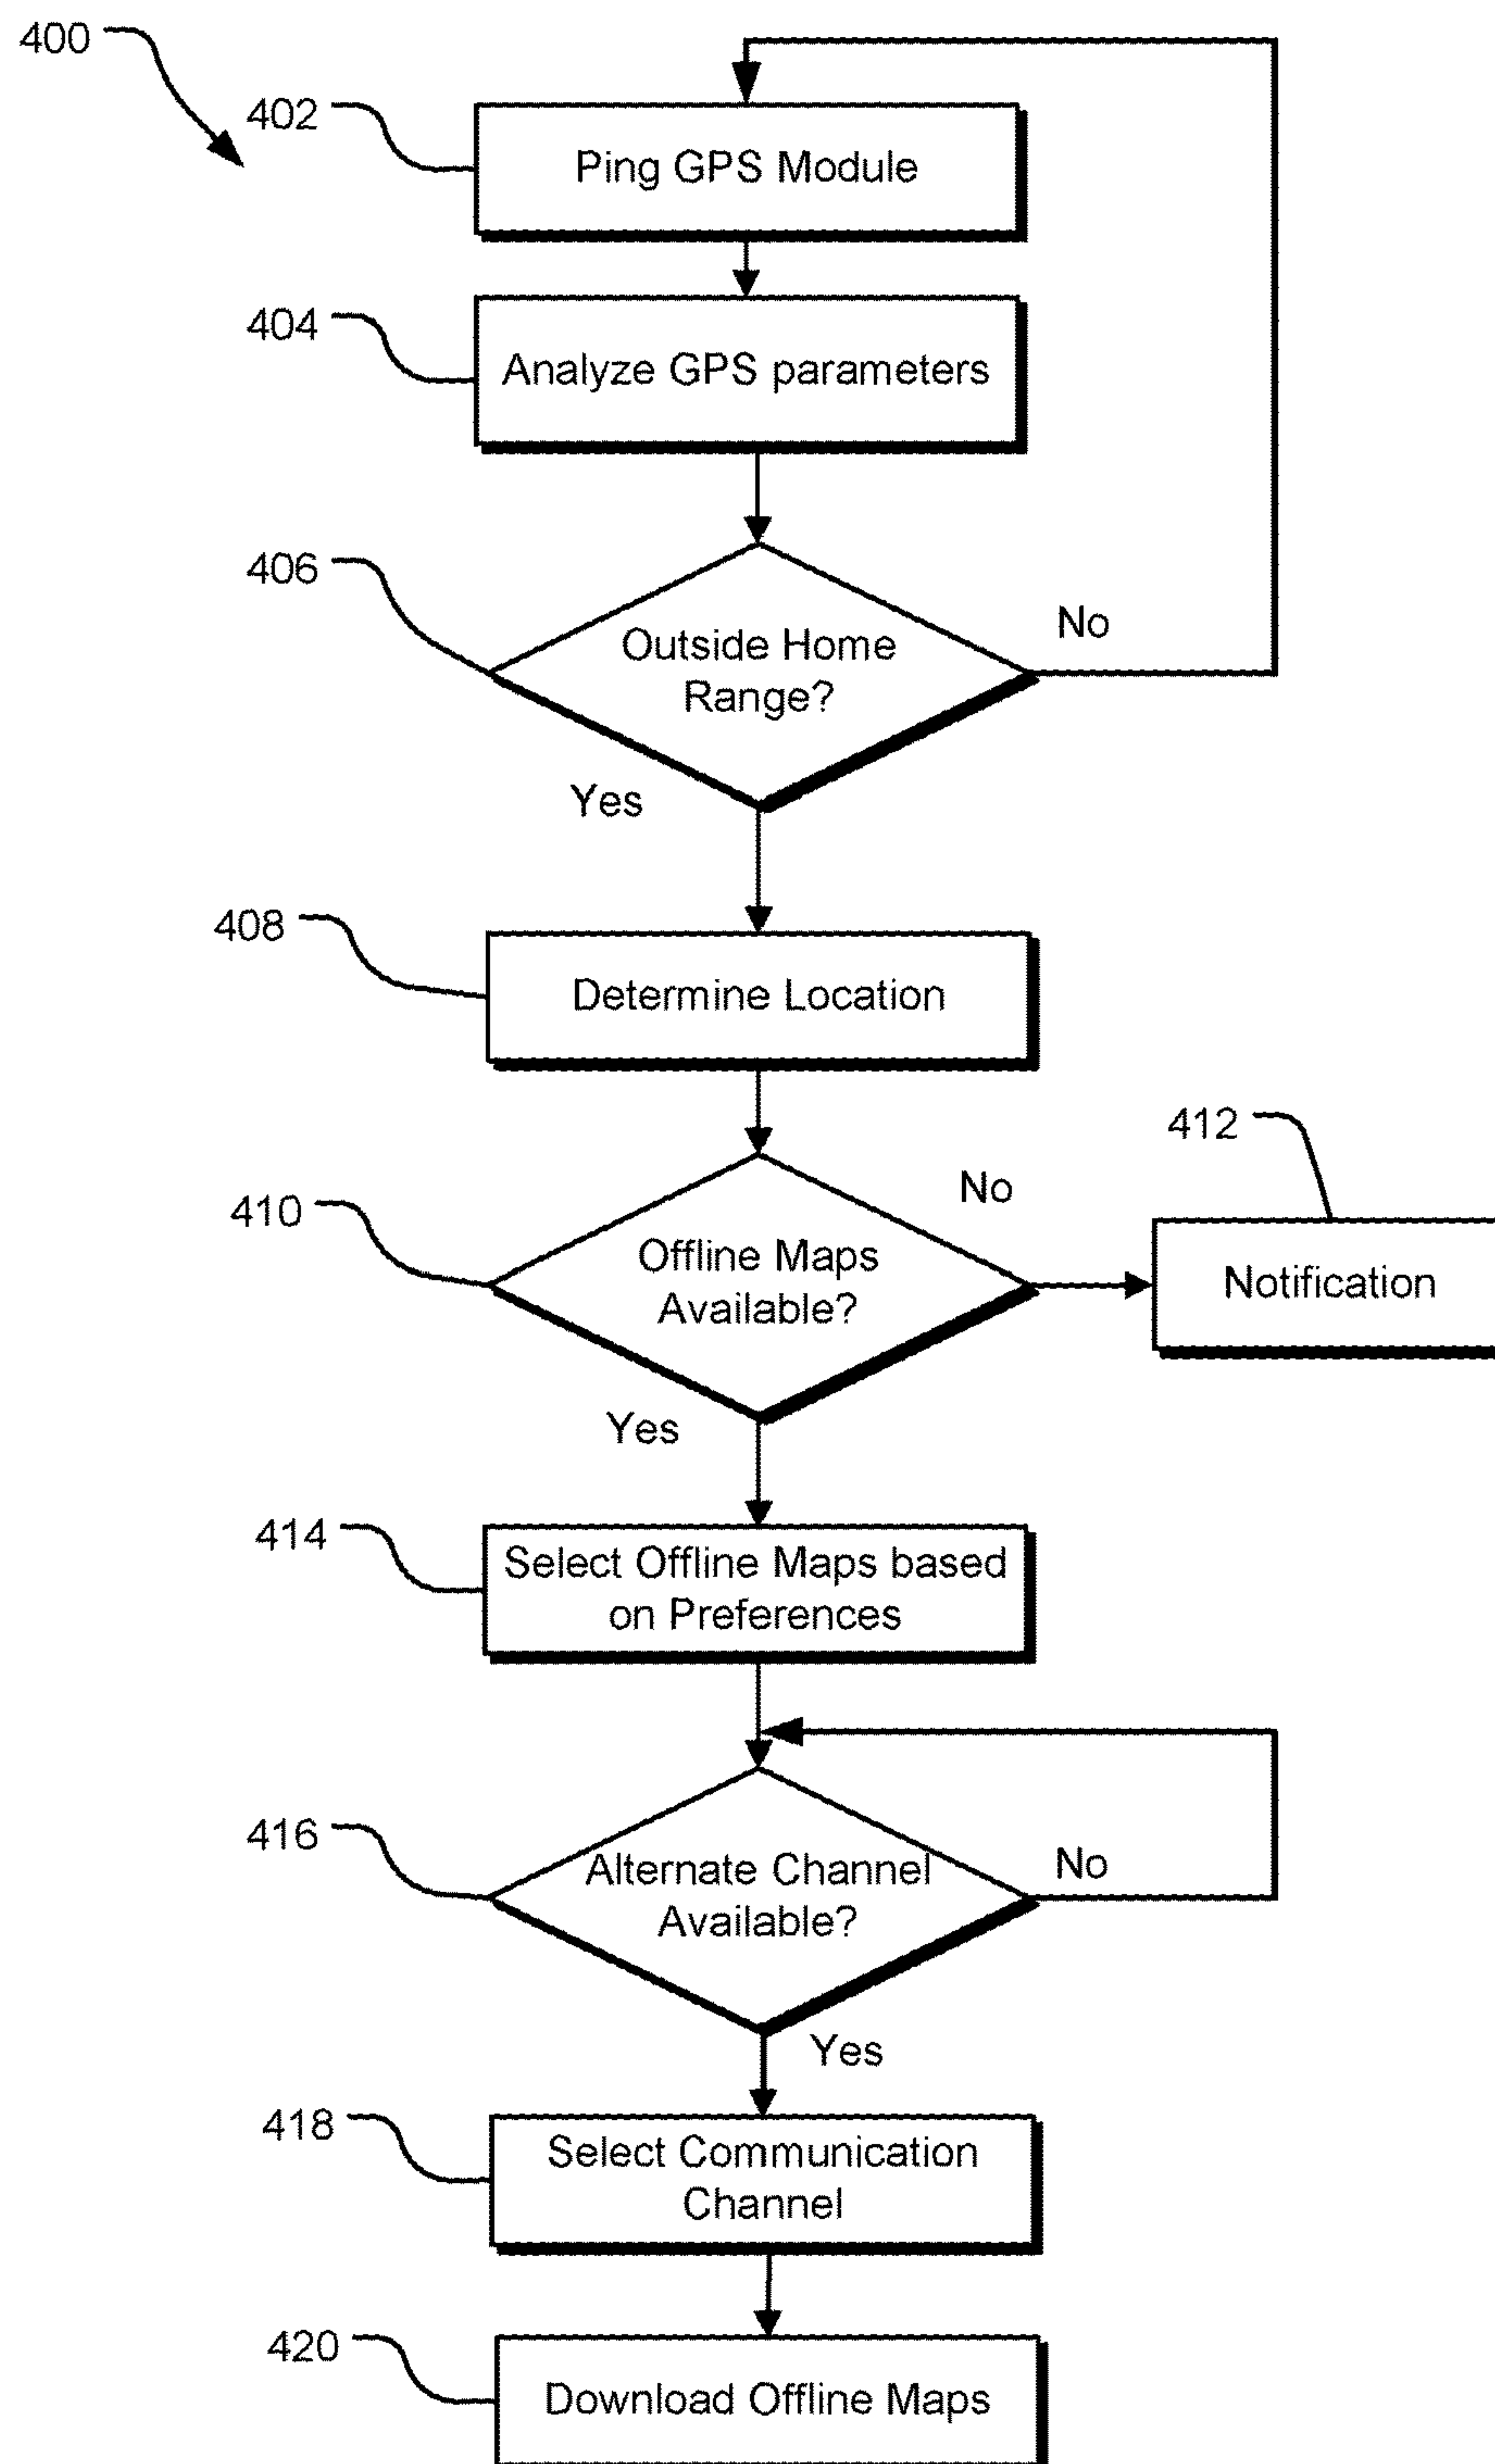 400
402
Ping GPS Module
404
Analyze GPS parameters
406
Outside Home
Range?
No
Yes
408
Determine Location
410
Offline Maps
Available?
No
412
Notification
Yes
414
Select Offline Maps based
on Preferences
416
Alternate Channel
Available?
No
Yes
418
Select Communication
Channel
420
Download Offline Maps